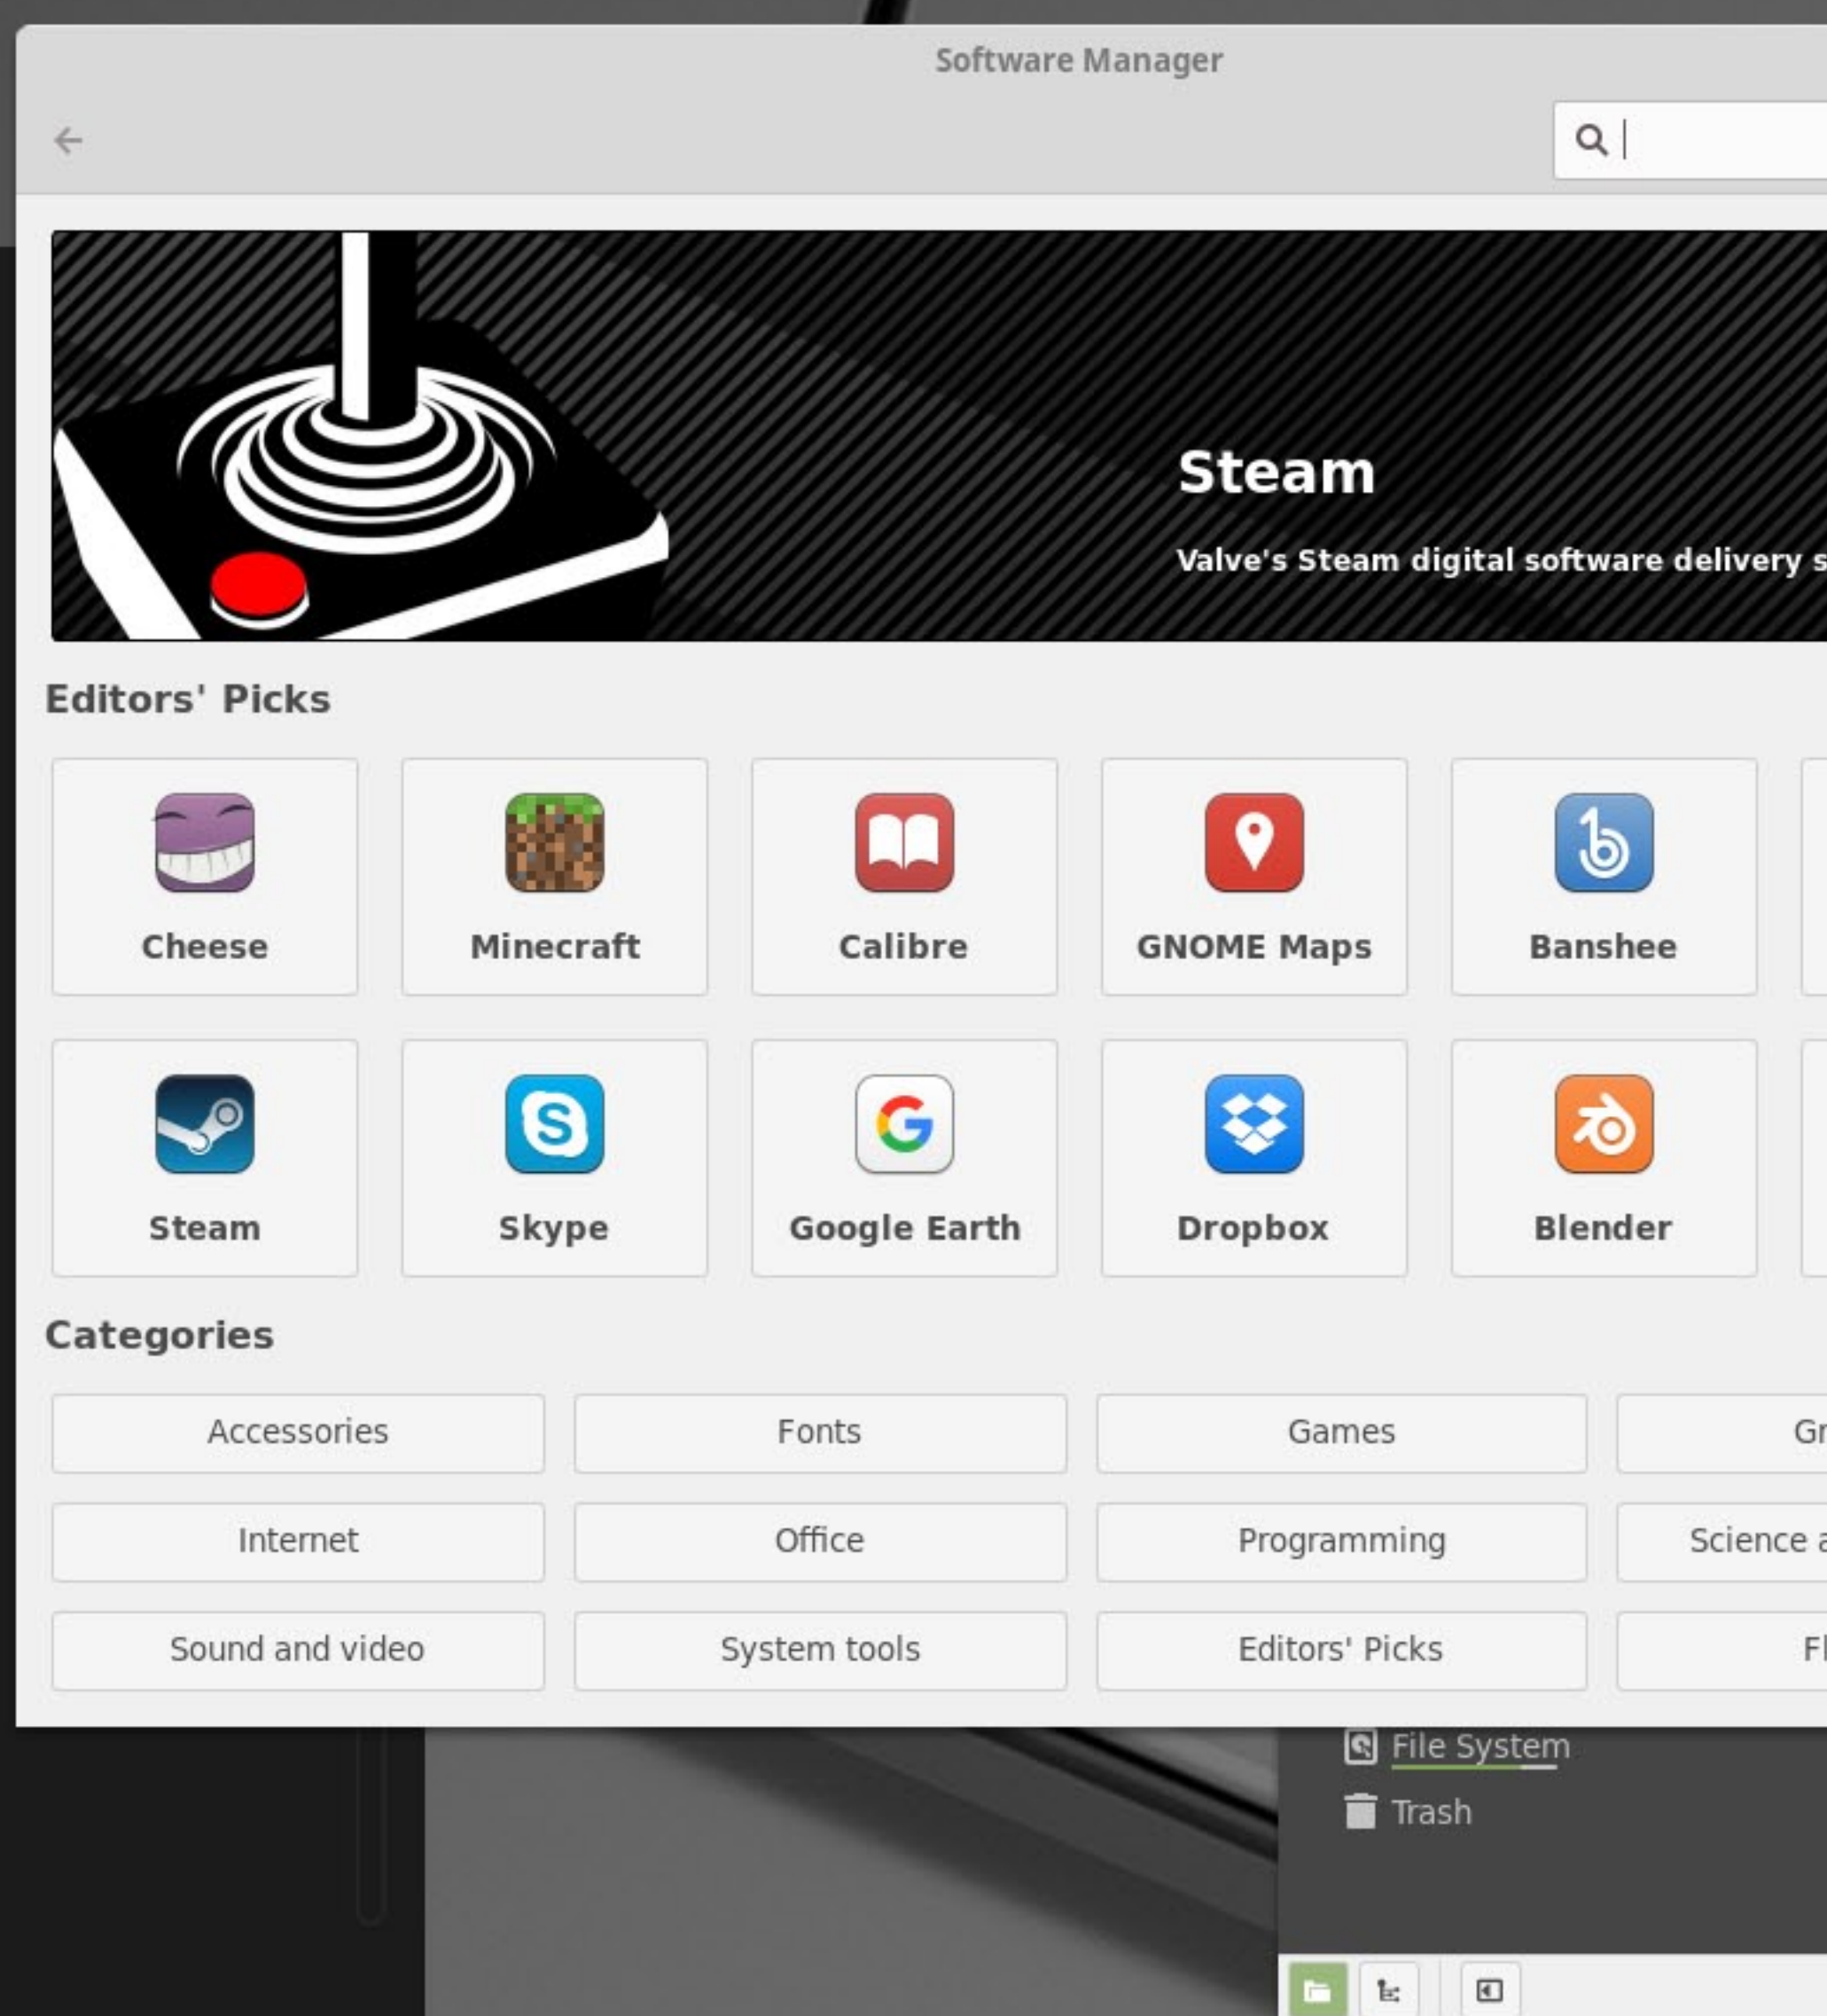 Software Manager
Steam
Valve's Steam digital software delivery
Editors' Picks
Cheese Minecraft Calibre GNOME Maps Banshee
Steam Skype Google Earth Dropbox Blender
Categories
Accessories Fonts Games
Internet Office Programming Science
Sound and video System tools Editors' Picks
File System
Trash